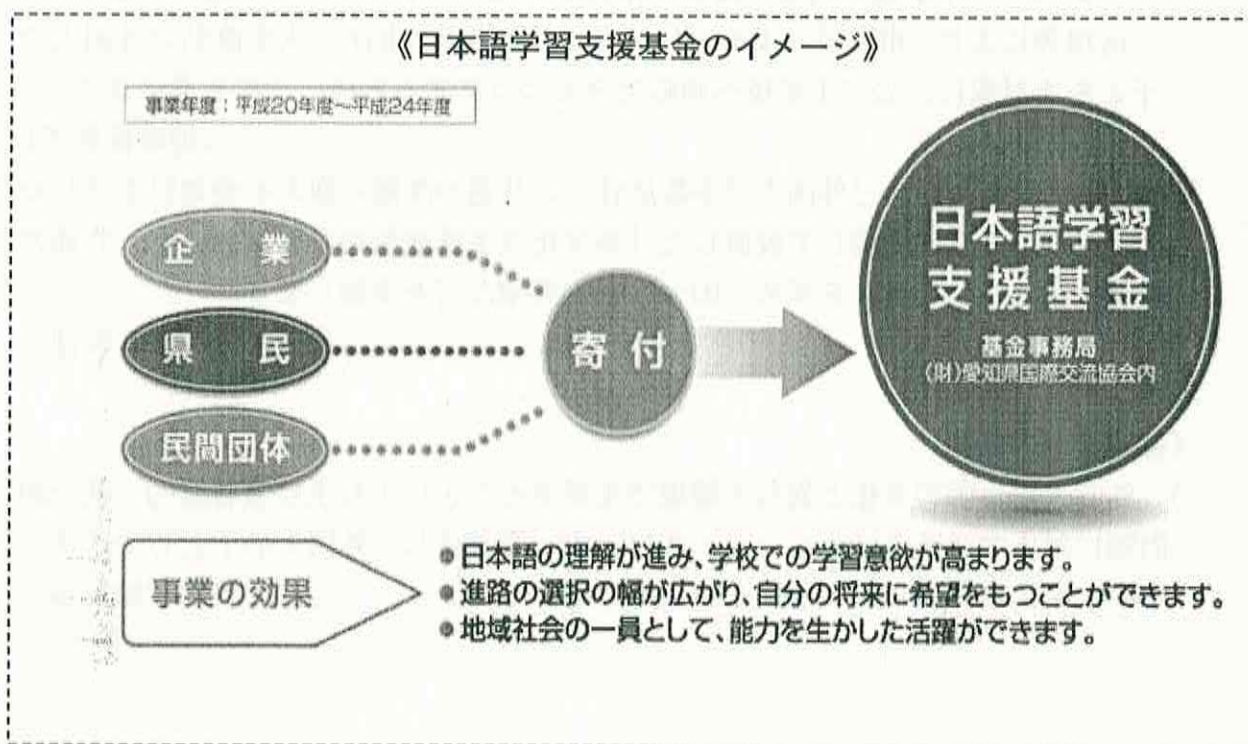 《日本語学習支援基金のイメージ》
事業年度：平成20年度～平成24年度
企業
県民
民間団体
寄付
日本語学習
支援基金
基金事務局
(財)愛知県国際交流協会内
事業の効果
●日本語の理解が進み、学校での学習意欲が高まります。
●進路の選択の幅が広がり、自分の将来に希望をもつことができます。
●地域社会の一員として、能力を生かした活躍ができます。